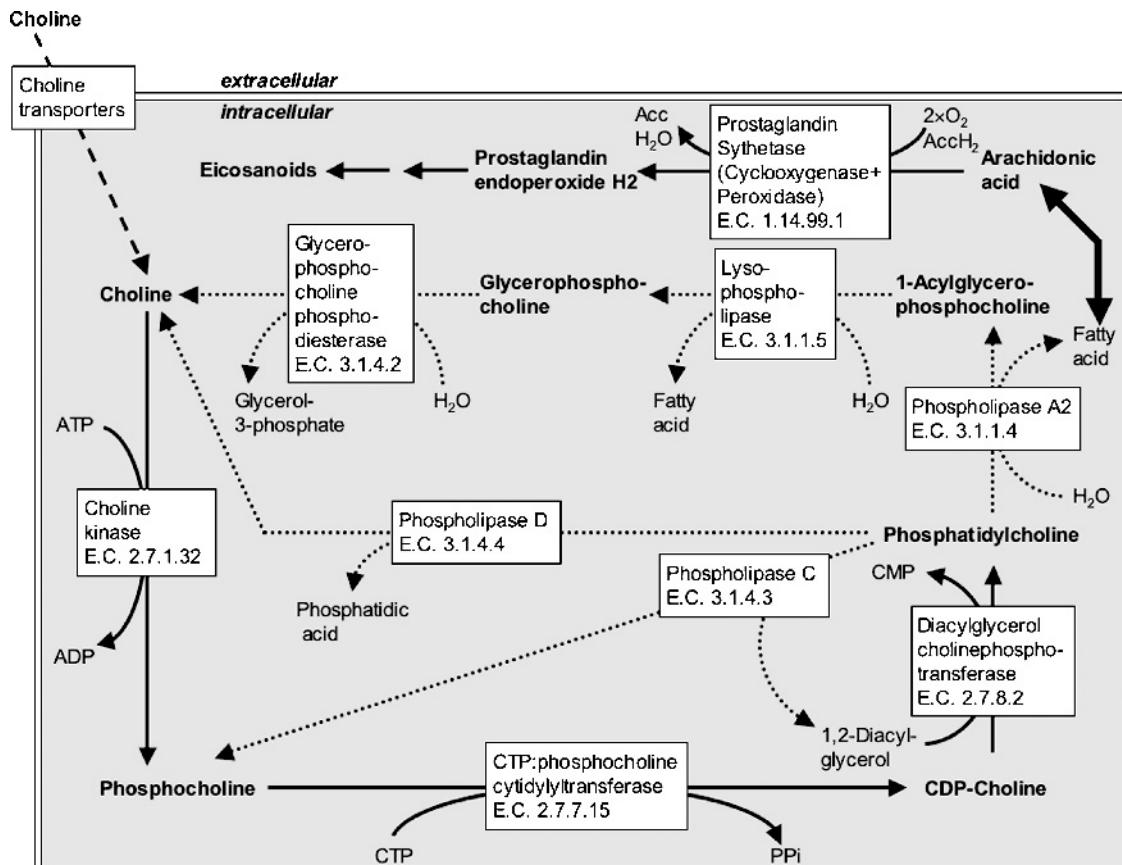 Choline
Choline
transporters
extracellular
intracellular
Acc
H2O
Prostaglandin
Sythetase
(Cyclooxygenase+
Peroxidase)
E.C. 1.14.99.1
2×O2
AccH2
Eicosanoids
Prostaglandin
endoperoxide H2
Arachidonic
acid
Glycero-
phospho-
choline
phospho-
diesterase
E.C. 3.1.4.2
Lyso-
phospho-
lipase
E.C. 3.1.1.5
Choline
Glycerophospho-
choline
1-Acylglycero-
phosphocholine
Fatty
acid
Glycerol-
3-phosphate
H2O
Fatty
acid
H2O
Phospholipase A2
E.C. 3.1.1.4
ATP
H2O
Choline
kinase
E.C. 2.7.1.32
Phospholipase D
E.C. 3.1.4.4
Phosphatidylcholine
Phospholipase C
E.C. 3.1.4.3
CMP
Phosphatidic
acid
Diacylglycerol
cholinephospho-
transferase
E.C. 2.7.8.2
ADP
1,2-Diacyl-
glycerol
Phosphocholine
CTP:phosphocholine
cytidylyltransferase
E.C. 2.7.7.15
CDP-Choline
CTP
PPi